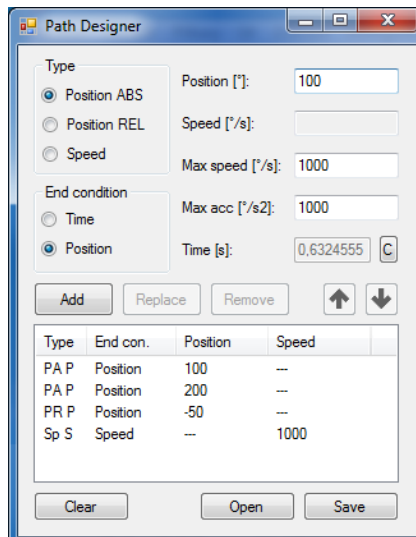 Path Designer
Type
Position ABS
Position REL
Speed
End condition
Time
Position
Position [°]: 100
Speed [°/s]:
Max speed [°/s]: 1000
Max acc [°/s2]: 1000
Time [s]: 0,6324555 C
Add Replace Remove
Type End con. Position Speed
PA P Position 100 ---
PA P Position 200 ---
PR P Position -50 ---
Sp S Speed --- 1000
Clear Open Save